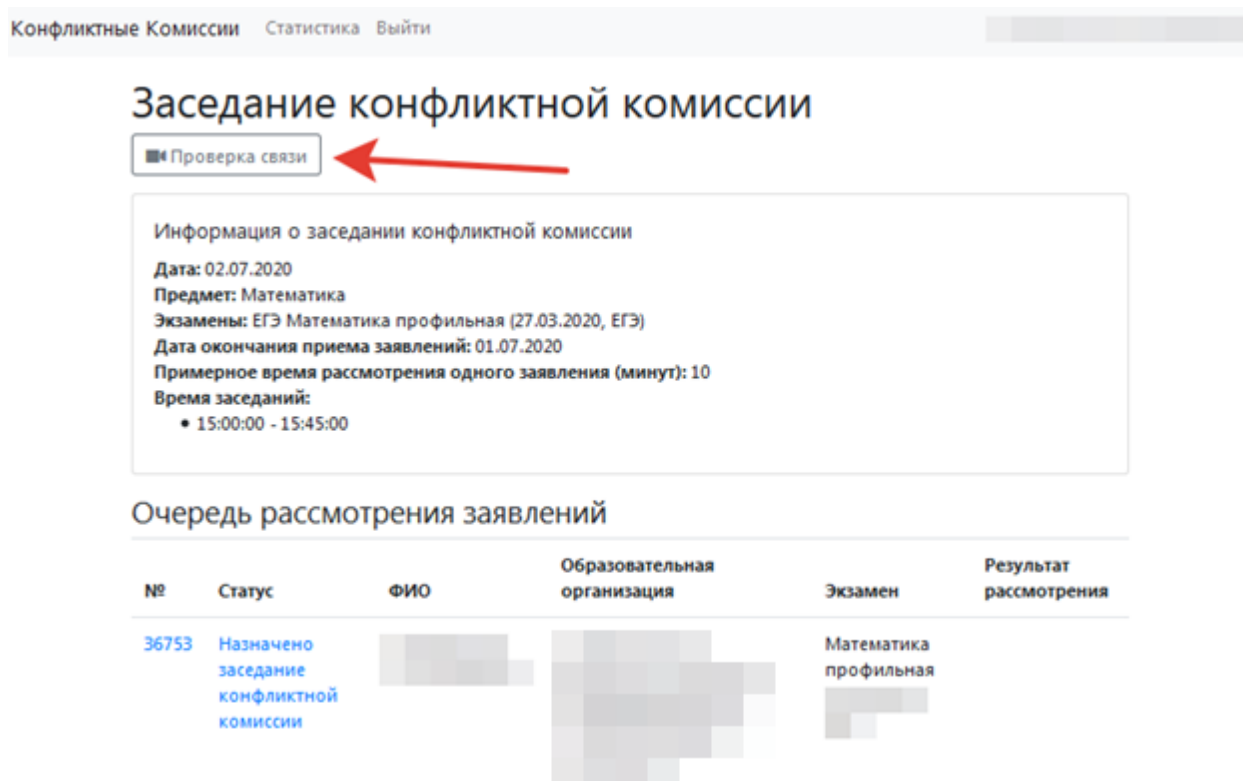 Конфликтные Комиссии Статистика Выйти
Заседание конфликтной комиссии
Проверка связи
Информация о заседании конфликтной комиссии
Дата: 02.07.2020
Предмет: Математика
Экзамены: ЕГЭ Математика профильная (27.03.2020, ЕГЭ)
Дата окончания приема заявлений: 01.07.2020
Примерное время рассмотрения одного заявления (минут): 10
Время заседаний:
• 15:00:00 - 15:45:00
Очередь рассмотрения заявлений
Образовательная Результат
№ Статус ФИО организация Экзамен рассмотрения
36753 Назначено Математика
заседание профильная
конфликтной
комиссии